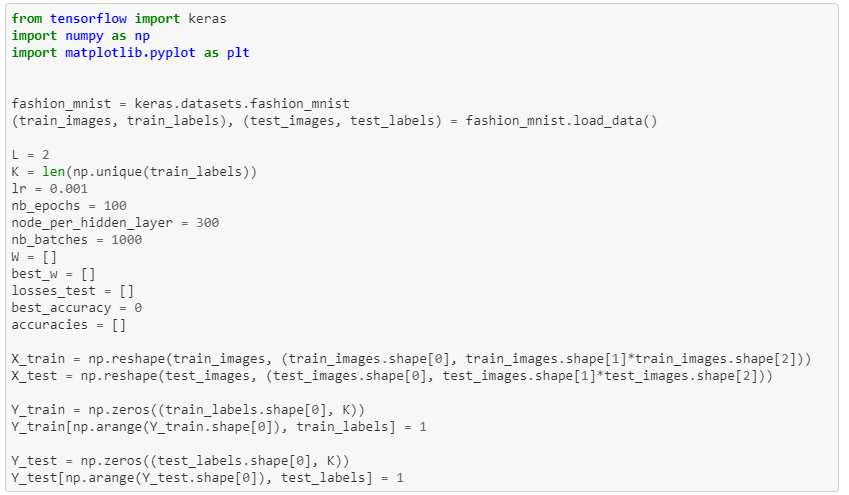 from tensorflow import keras
import numpy as np
import matplotlib.pyplot as plt
fashion_mnist = keras.datasets.fashion_mnist
(train_images, train_labels), (test_images, test_labels) = fashion_mnist.load_data()
L = 2
K = len(np.unique(train_labels))
lr = 0.001
nb_epochs = 100
node_per_hidden_layer = 300
nb_batches = 1000
W = []
best_w = []
losses_test = []
best_accuracy = 0
accuracies = []
X_train = np.reshape(train_images, (train_images.shape[0], train_images.shape[1]*train_images.shape[2]))
X_test = np.reshape(test_images, (test_images.shape[0], test_images.shape[1]*test_images.shape[2]))
Y_train = np.zeros((train_labels.shape[0], K))
Y_train[np.arange(Y_train.shape[0]), train_labels] = 1
Y_test = np.zeros((test_labels.shape[0], K))
Y_test[np.arange(Y_test.shape[0]), test_labels] = 1